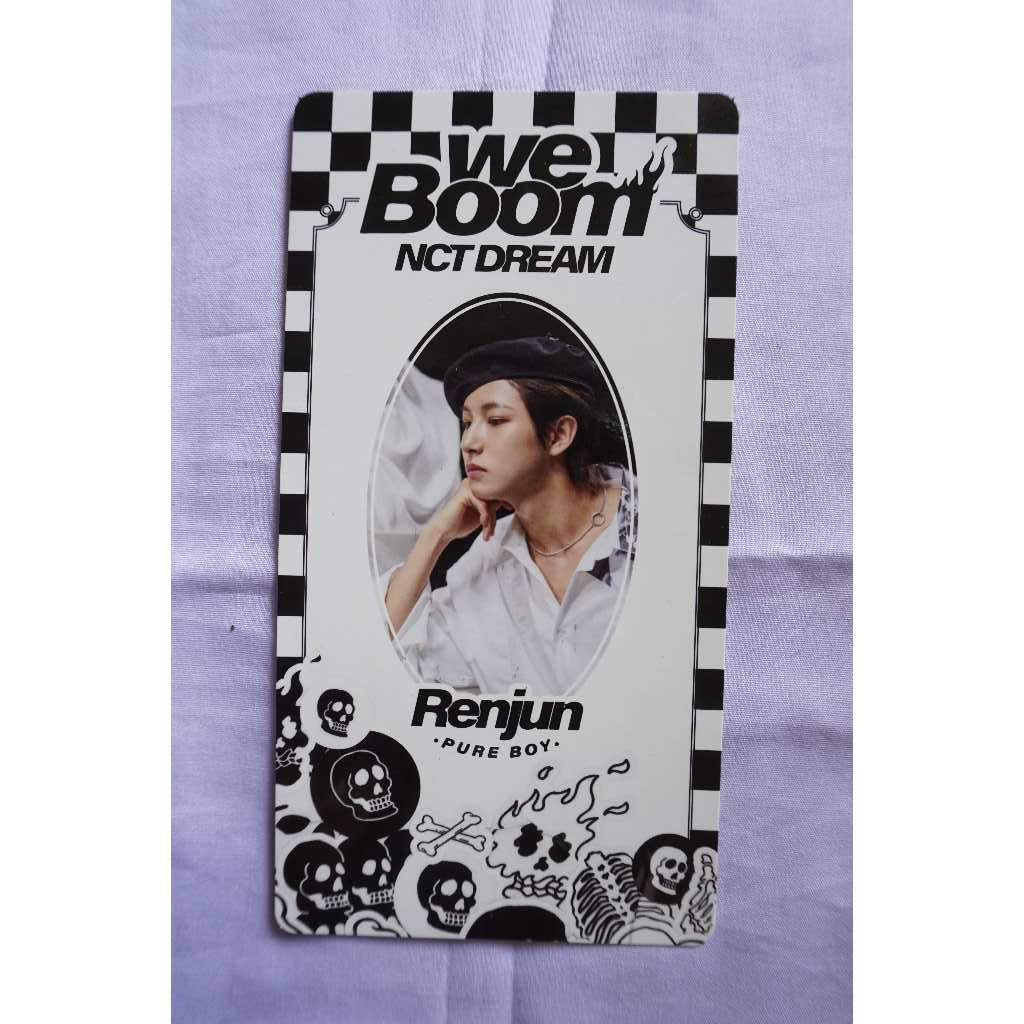 we
Boom
NCT DREAM
Renjun
·PURE BOY·